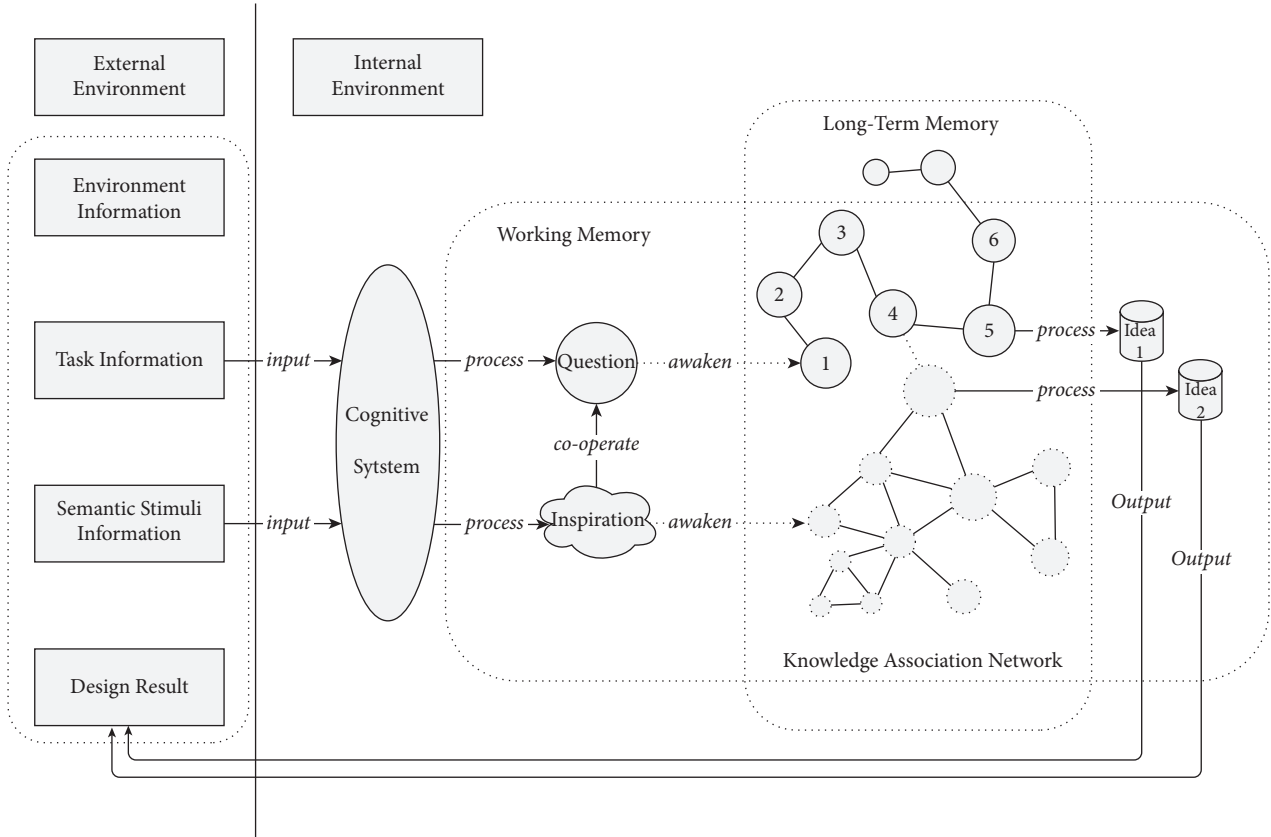 External
Environment
Internal
Environment
Environment
Information
Task Information
Semantic Stimuli
Information
Design Result
input
input
Cognitive
Sytstem
process
process
Working Memory
Question
co-operate
Inspiration
awaken
awaken
Long-Term Memory
3
6
2
4
5
1
process
process
Idea
1
Idea
2
Output
Output
Knowledge Association Network